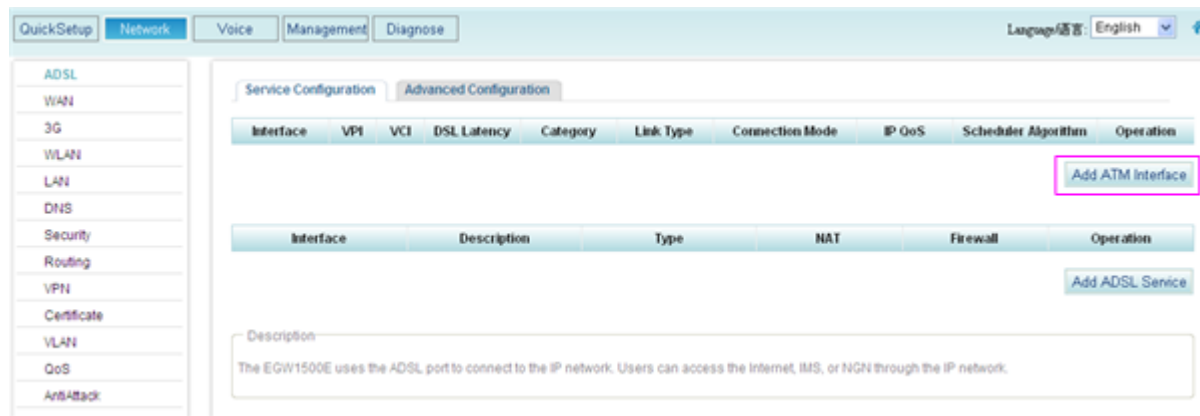 QuickSetup Network Voice Management Diagnose Language/语言: English
ADSL
WAN
3G
WLAN
LAN
DNS
Security
Routing
VPN
Certificate
VLAN
QoS
AntiAttack
Service Configuration Advanced Configuration
Interface VPI VCI DSL Latency Category Link Type Connection Mode IP QoS Scheduler Algorithm Operation
Add ATM Interface
Interface Description Type NAT Firewall Operation
Add ADSL Service
Description
The EGW1500E uses the ADSL port to connect to the IP network. Users can access the Internet, IMS, or NGN through the IP network.